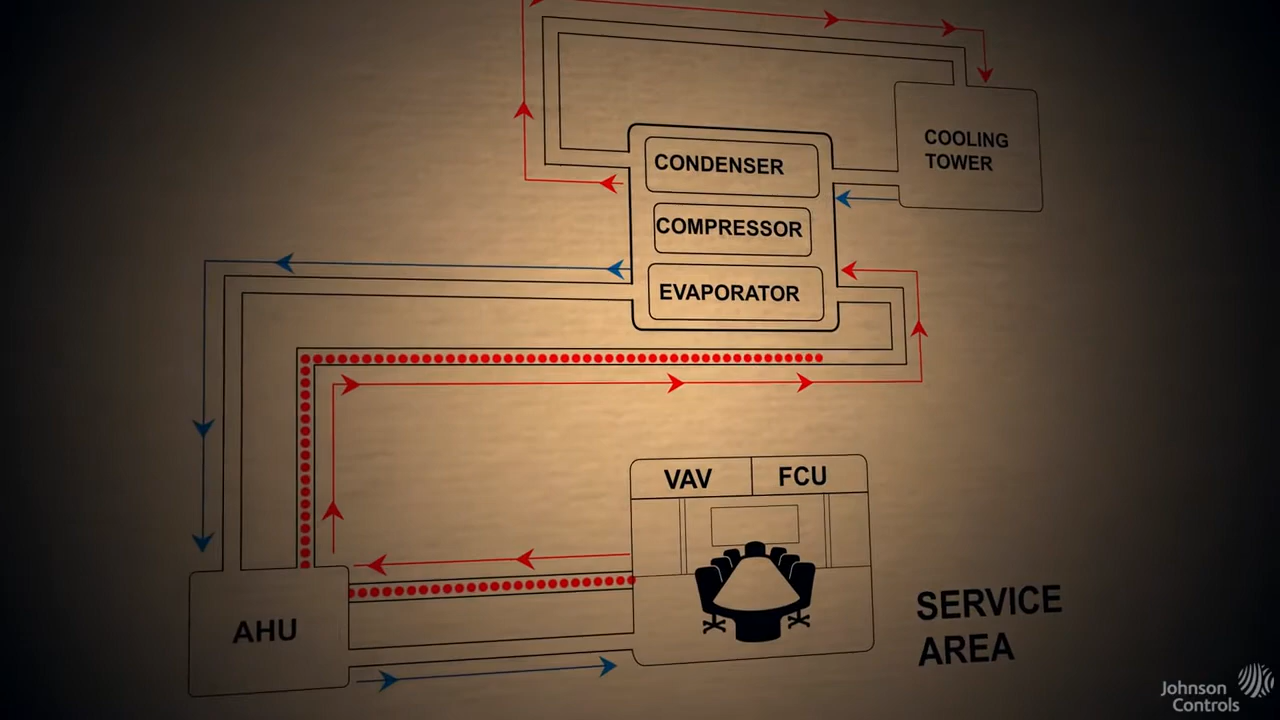 COOLING
TOWER
CONDENSER
COMPRESSOR
EVAPORATOR
VAV
FCU
SERVICE
AREA
AHU
Johnson
Controls